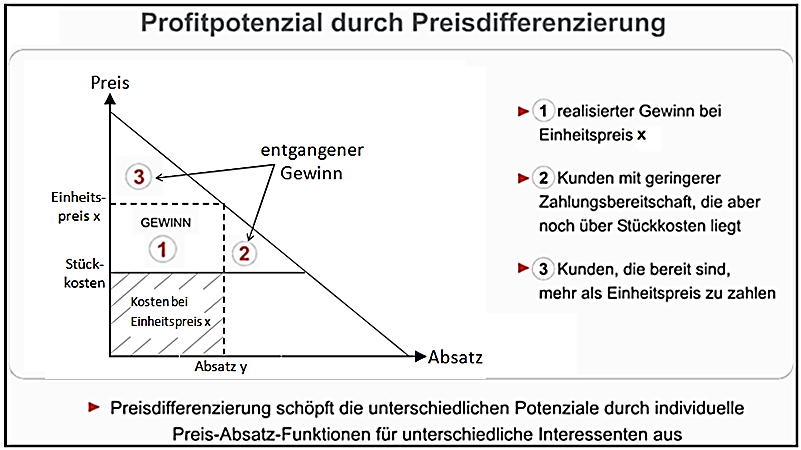 Profitpotenzial durch Preisdifferenzierung
Preis
entgangener
Gewinn
3
Einheits-
preis x
GEWINN
1
2
Stück-
kosten
Kosten bei
Einheitspreis x
Absatz
Absatz y
1 realisierter Gewinn bei
Einheitspreis x
2 Kunden mit geringerer
Zahlungsbereitschaft, die aber
noch über Stückkosten liegt
3 Kunden, die bereit sind,
mehr als Einheitspreis zu zahlen
Preisdifferenzierung schöpft die unterschiedlichen Potenziale durch individuelle
Preis-Absatz-Funktionen für unterschiedliche Interessenten aus